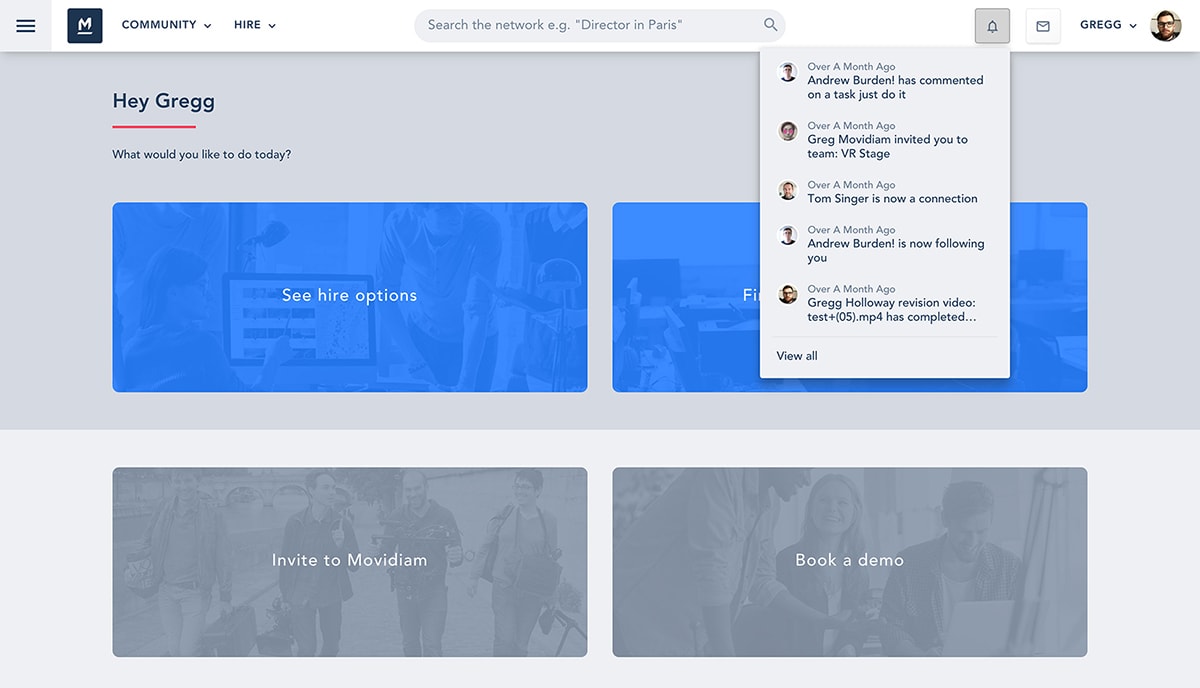 COMMUNITY
HIRE
Search the network e.g. "Director in Paris"
GREGG
Hey Gregg
What would you like to do today?
Over A Month Ago
Andrew Burden! has commented
on a task just do it
Over A Month Ago
Greg Movidiam invited you to
team: VR Stage
Over A Month Ago
Tom Singer is now a connection
Over A Month Ago
Andrew Burden! is now following
you
Over A Month Ago
Gregg Holloway revision video:
test+(05).mp4 has completed…
View all
See hire options
Invite to Movidiam
Book a demo